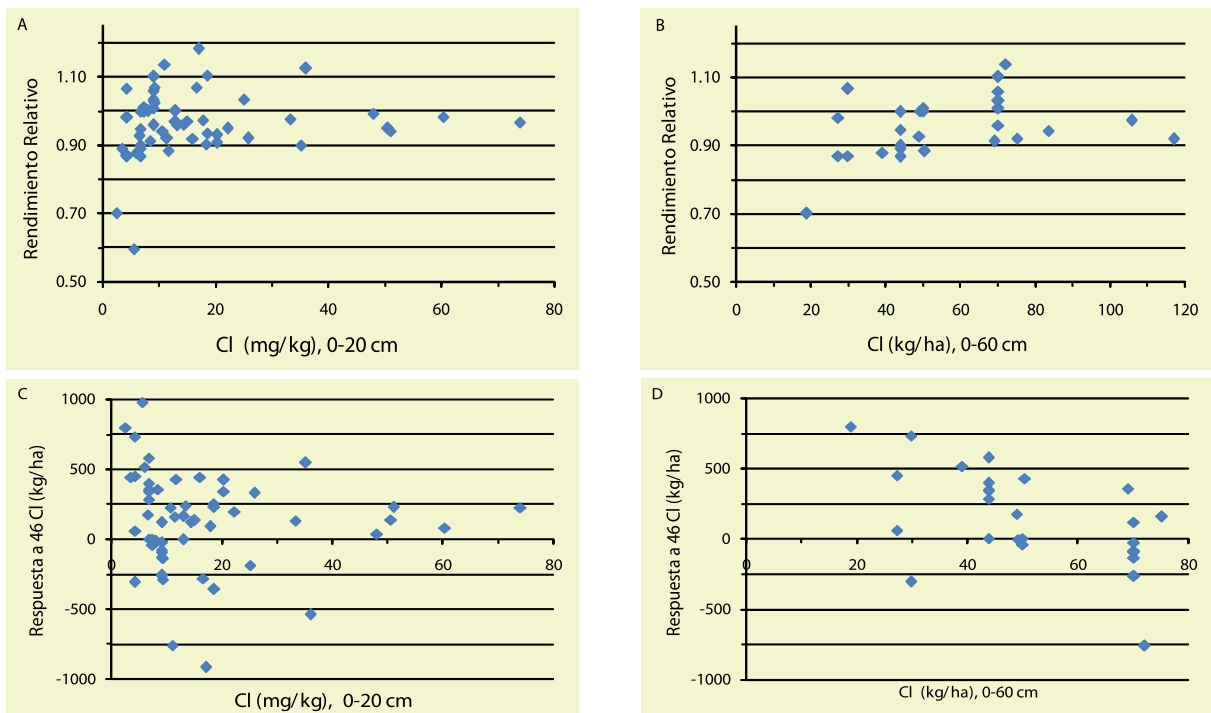 A
Rendimiento Relativo
1.10
0.90
0.70
0.50
0 20 40 60 80
Cl (mg/kg), 0-20 cm
B
Rendimiento Relativo
1.10
0.90
0.70
0.50
0 20 40 60 80 100 120
Cl (kg/ha), 0-60 cm
C
Respuesta a 46 Cl (kg/ha)
1000
500
0
-500
-1000
0 20 40 60 80
Cl (mg/kg), 0-20 cm
D
Respuesta a 46 Cl (kg/ha)
1000
500
0
-500
-1000
0 20 40 60 80
Cl (kg/ha), 0-60 cm